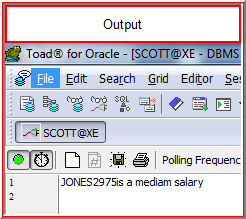 Output
Toad® for Oracle - [SCOTT@XE - DBMS
File Edit Search Grid Editor Ses
SQL
SCOTT@XE
Polling Frequenc
1 JONES2975is a mediam salary
2